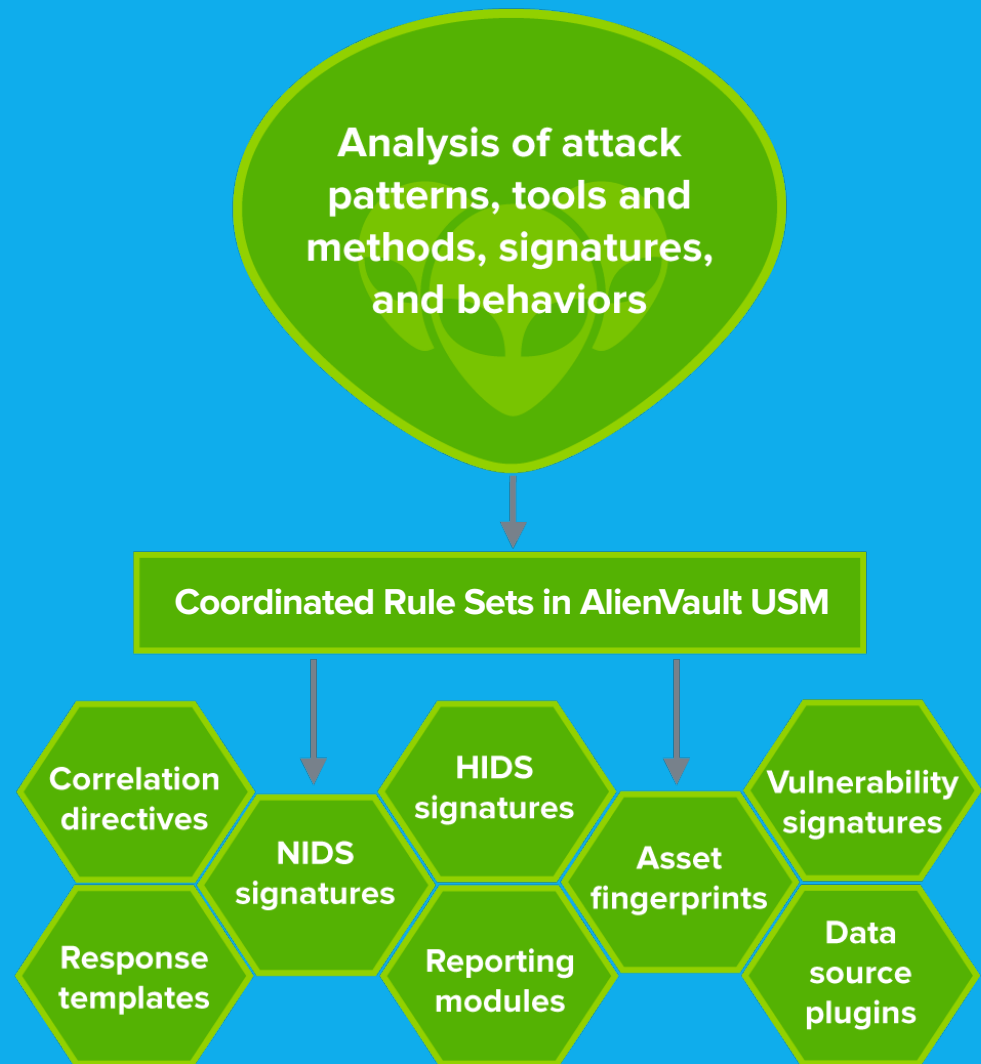 Analysis of attack
patterns, tools and
methods, signatures,
and behaviors
Coordinated Rule Sets in AlienVault USM
Correlation
directives
NIDS
signatures
HIDS
signatures
Asset
fingerprints
Vulnerability
signatures
Response
templates
Reporting
modules
Data
source
plugins